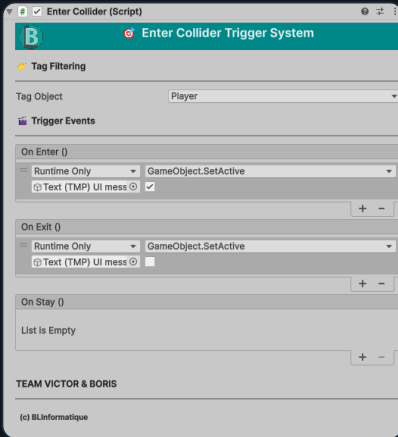 # Enter Collider (Script)
B Enter Collider Trigger System
Tag Filtering
Tag Object Player
Trigger Events
On Enter ()
Runtime Only GameObject.SetActive
Text (TMP) UI mess
+ −
On Exit ()
Runtime Only GameObject.SetActive
Text (TMP) UI mess
+ −
On Stay ()
List is Empty
+ −
TEAM VICTOR & BORIS
(c) BLInformatique